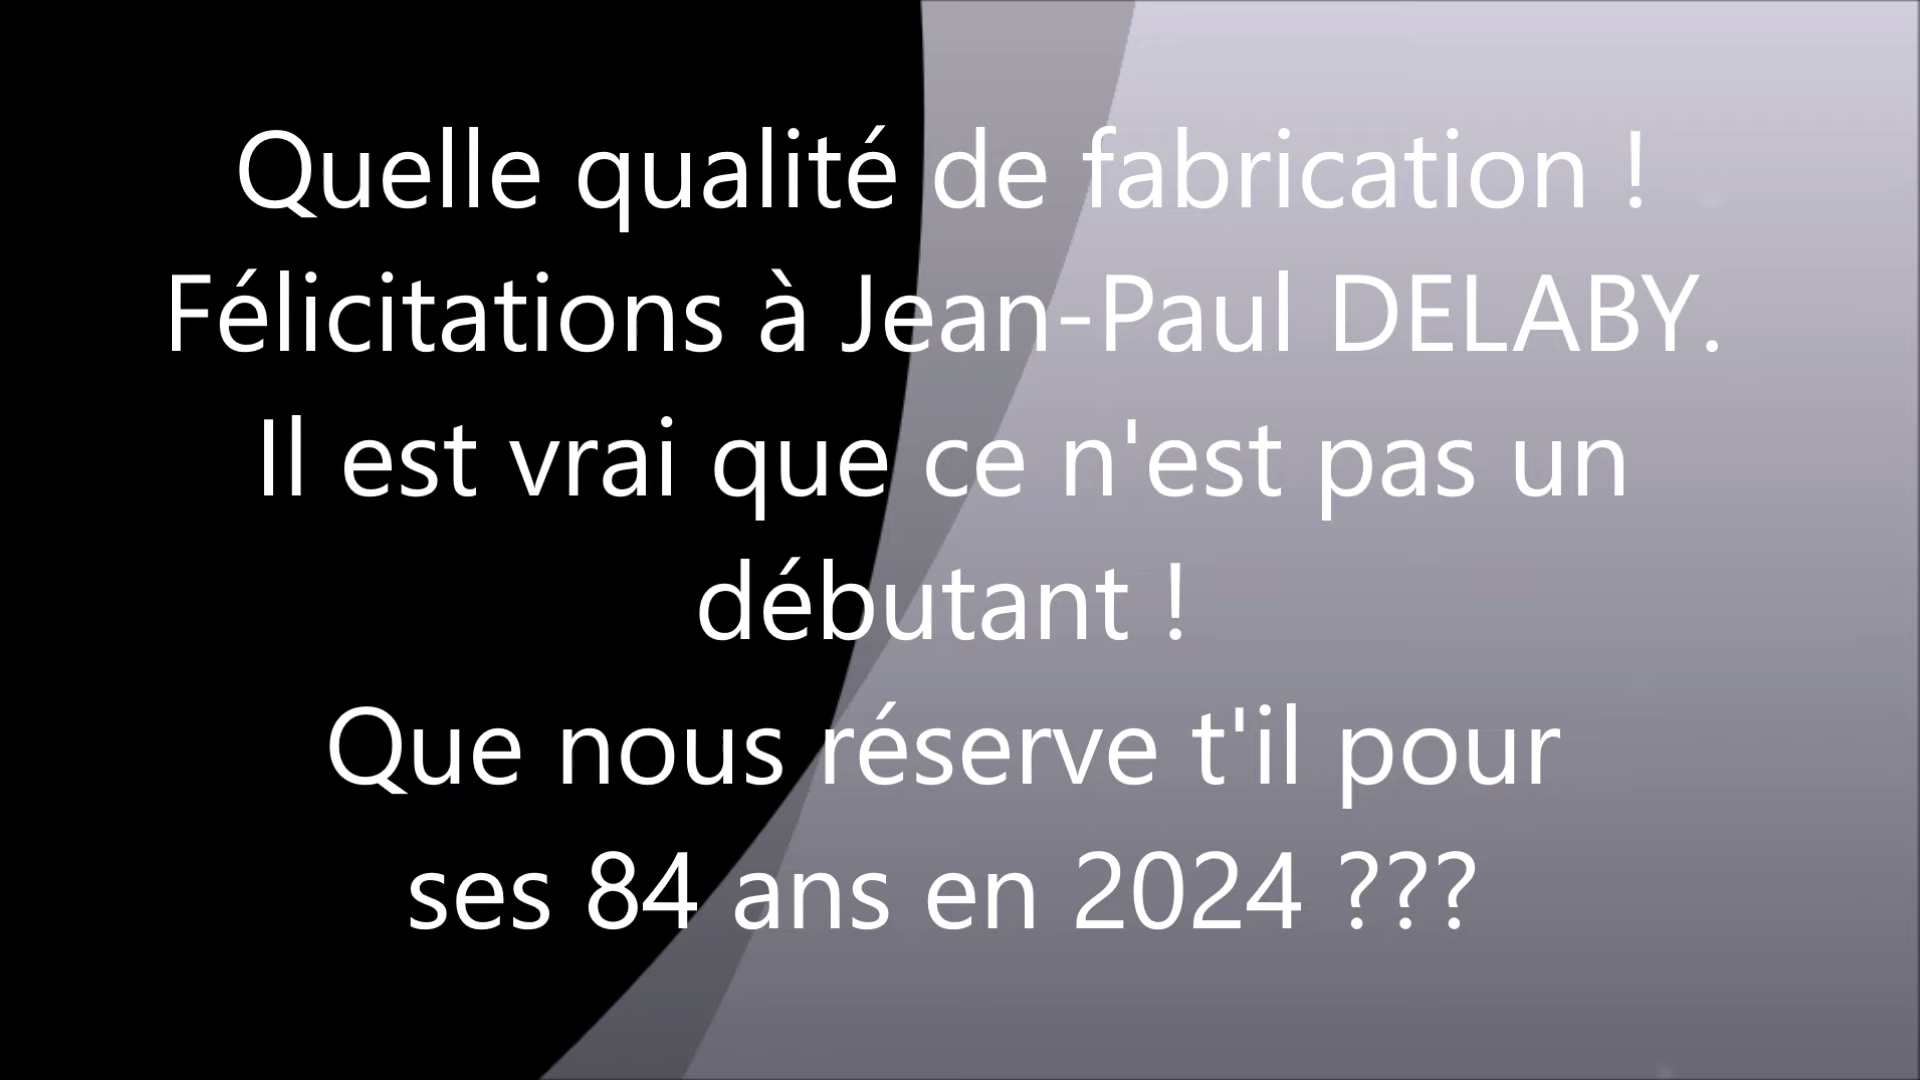 Quelle qualité de fabrication !
Félicitations à Jean-Paul DELABY.
Il est vrai que ce n'est pas un
débutant !
Que nous réserve t'il pour
ses 84 ans en 2024 ???